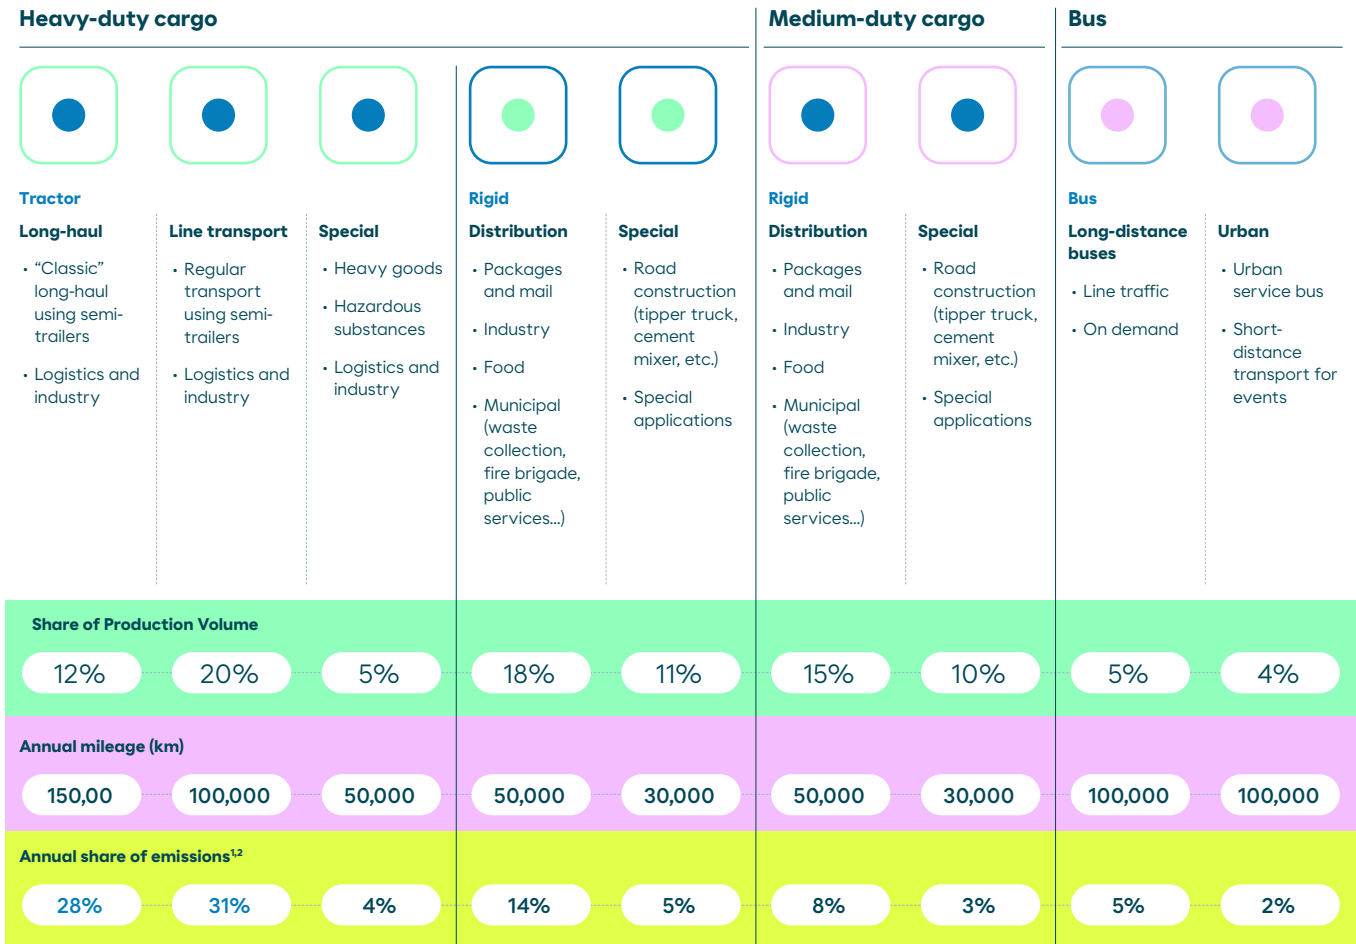 Heavy-duty cargo
Medium-duty cargo
Bus
Tractor
Rigid
Rigid
Bus
Long-haul
• “Classic”
long-haul
using semi-
trailers
• Logistics and
industry
Line transport
• Regular
transport
using semi-
trailers
• Logistics and
industry
Special
• Heavy goods
• Hazardous
substances
• Logistics and
industry
Distribution
• Packages
and mail
• Industry
• Food
• Municipal
(waste
collection,
fire brigade,
public
services...)
Special
• Road
construction
(tipper truck,
cement
mixer, etc.)
• Special
applications
Distribution
• Packages
and mail
• Industry
• Food
• Municipal
(waste
collection,
fire brigade,
public
services...)
Special
• Road
construction
(tipper truck,
cement
mixer, etc.)
• Special
applications
Long-distance
buses
• Line traffic
• On demand
Urban
• Urban
service bus
• Short-
distance
transport for
events
Share of Production Volume
12% 20% 5% 18% 11% 15% 10% 5% 4%
Annual mileage (km)
150,00 100,000 50,000 50,000 30,000 50,000 30,000 100,000 100,000
Annual share of emissions¹,²
28% 31% 4% 14% 5% 8% 3% 5% 2%